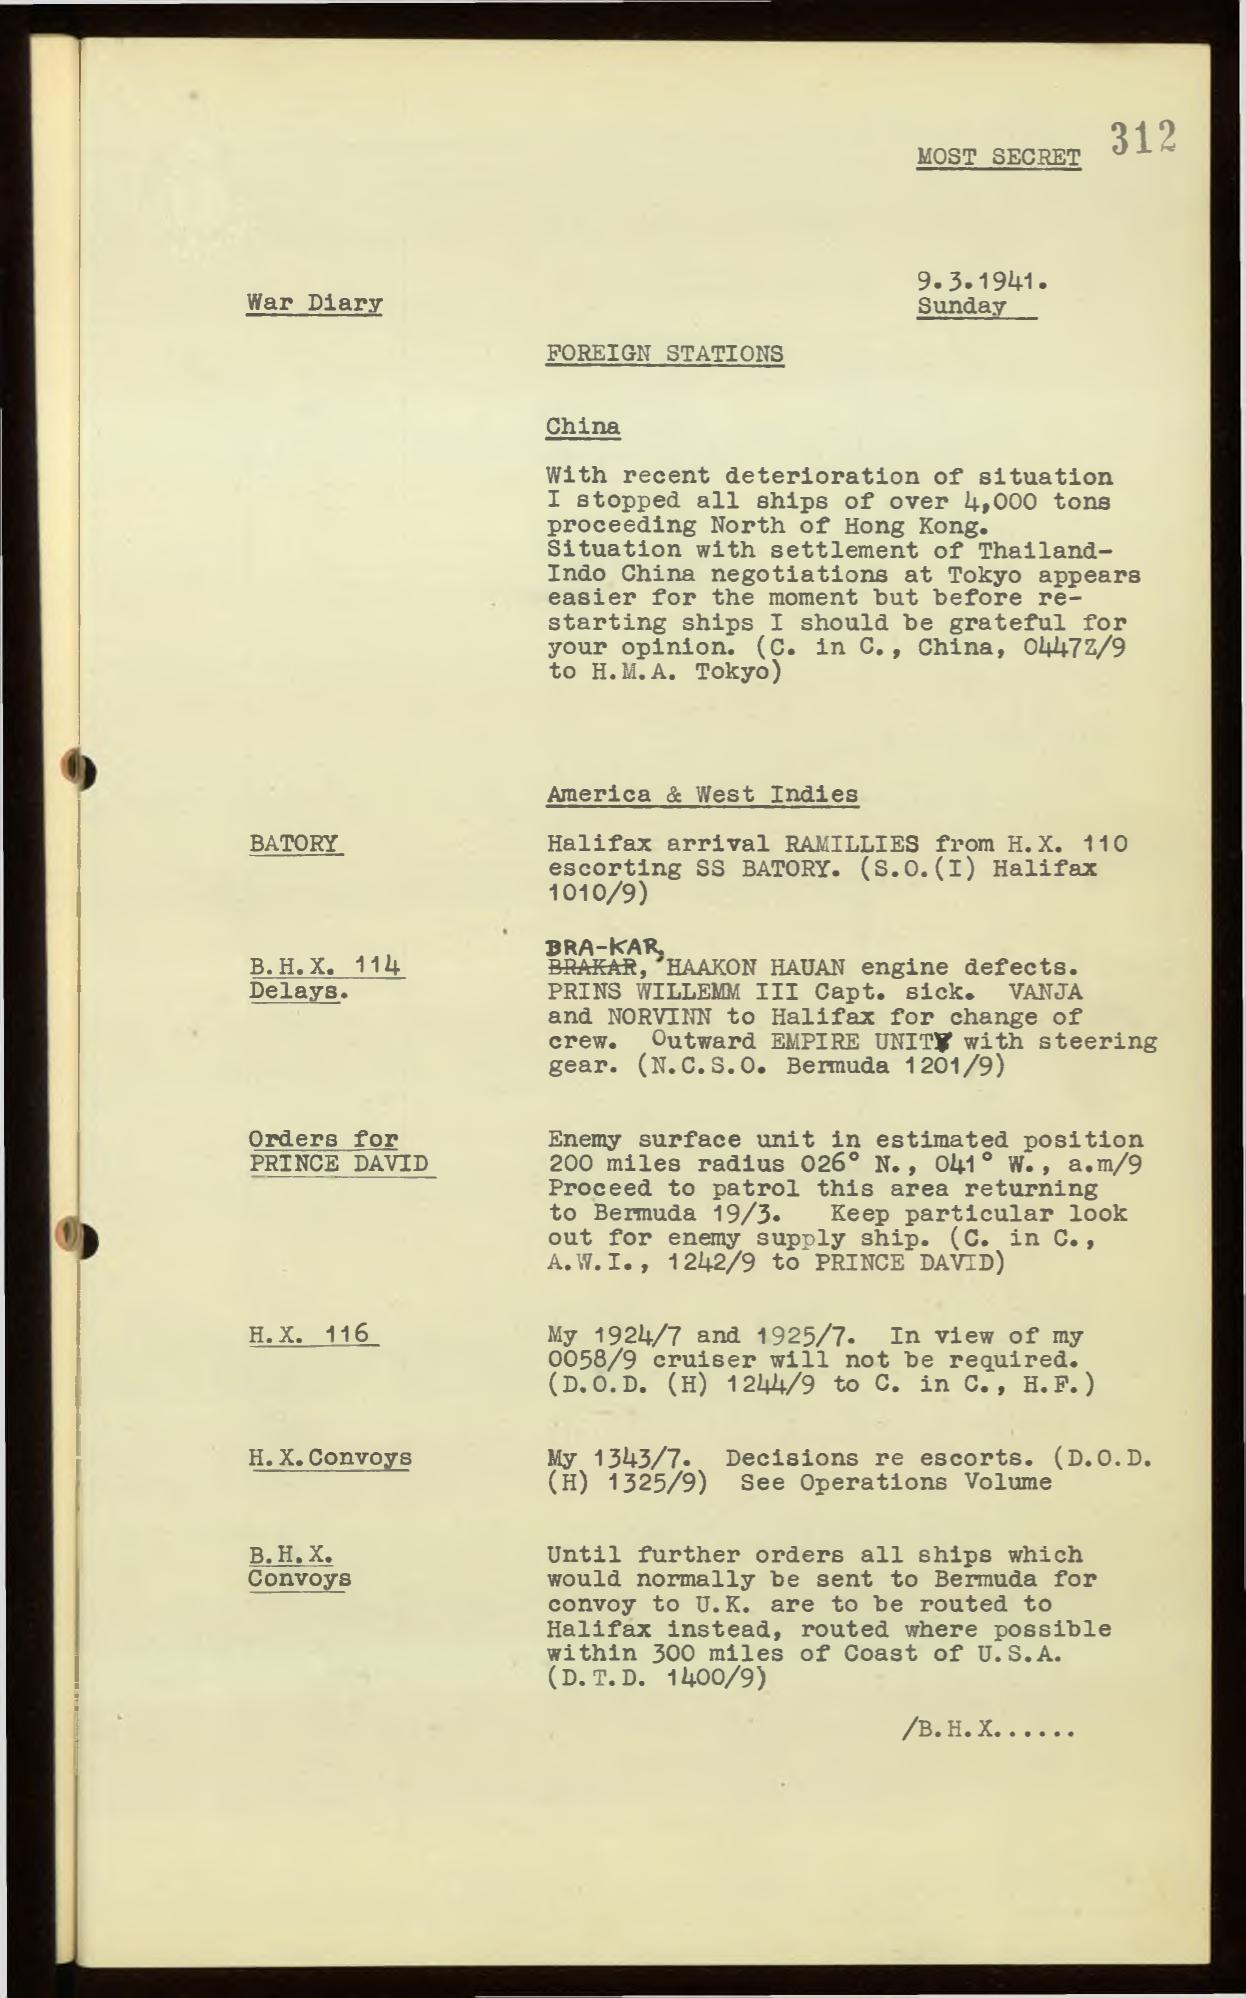 312
MOST SECRET
9.3.1941.
War Diary
Sunday
FOREIGN STATIONS
China
With recent deterioration of situation
I stopped all ships of over 4,000 tons
proceeding North of Hong Kong.
Situation with settlement of Thailand-
Indo China negotiations at Tokyo appears
easier for the moment but before re-
starting ships I should be grateful for
your opinion. (C. in C., China, 0447Z/9
to H.M.A. Tokyo)
America & West Indies
BATORY
Halifax arrival RAMILLIES from H.X. 110
escorting SS BATORY. (S.O.(I) Halifax
1010/9)
B.H.X. 114
Delays.
BRA-KAR,
BRAKAR, HAAKON HAUAN engine defects.
PRINS WILLEMM III Capt. sick. VANJA
and NORVINN to Halifax for change of
crew. Outward EMPIRE UNITY with steering
gear. (N.C.S.O. Bermuda 1201/9)
Orders for
PRINCE DAVID
Enemy surface unit in estimated position
200 miles radius 026° N., 041° W., a.m/9
Proceed to patrol this area returning
to Bermuda 19/3. Keep particular look
out for enemy supply ship. (C. in C.,
A.W.I., 1242/9 to PRINCE DAVID)
H.X. 116
My 1924/7 and 1925/7. In view of my
0058/9 cruiser will not be required.
(D.O.D. (H) 1244/9 to C. in C., H.F.)
H.X.Convoys
My 1343/7. Decisions re escorts. (D.O.D.
(H) 1325/9) See Operations Volume
B.H.X.
Convoys
Until further orders all ships which
would normally be sent to Bermuda for
convoy to U.K. are to be routed to
Halifax instead, routed where possible
within 300 miles of Coast of U.S.A.
(D.T.D. 1400/9)
/B.H.X......